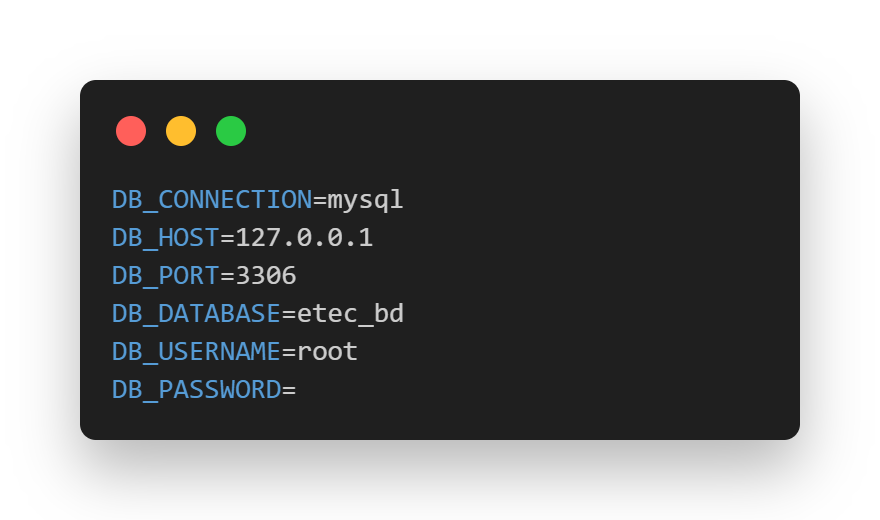 DB_CONNECTION=mysql
DB_HOST=127.0.0.1
DB_PORT=3306
DB_DATABASE=etec_bd
DB_USERNAME=root
DB_PASSWORD=